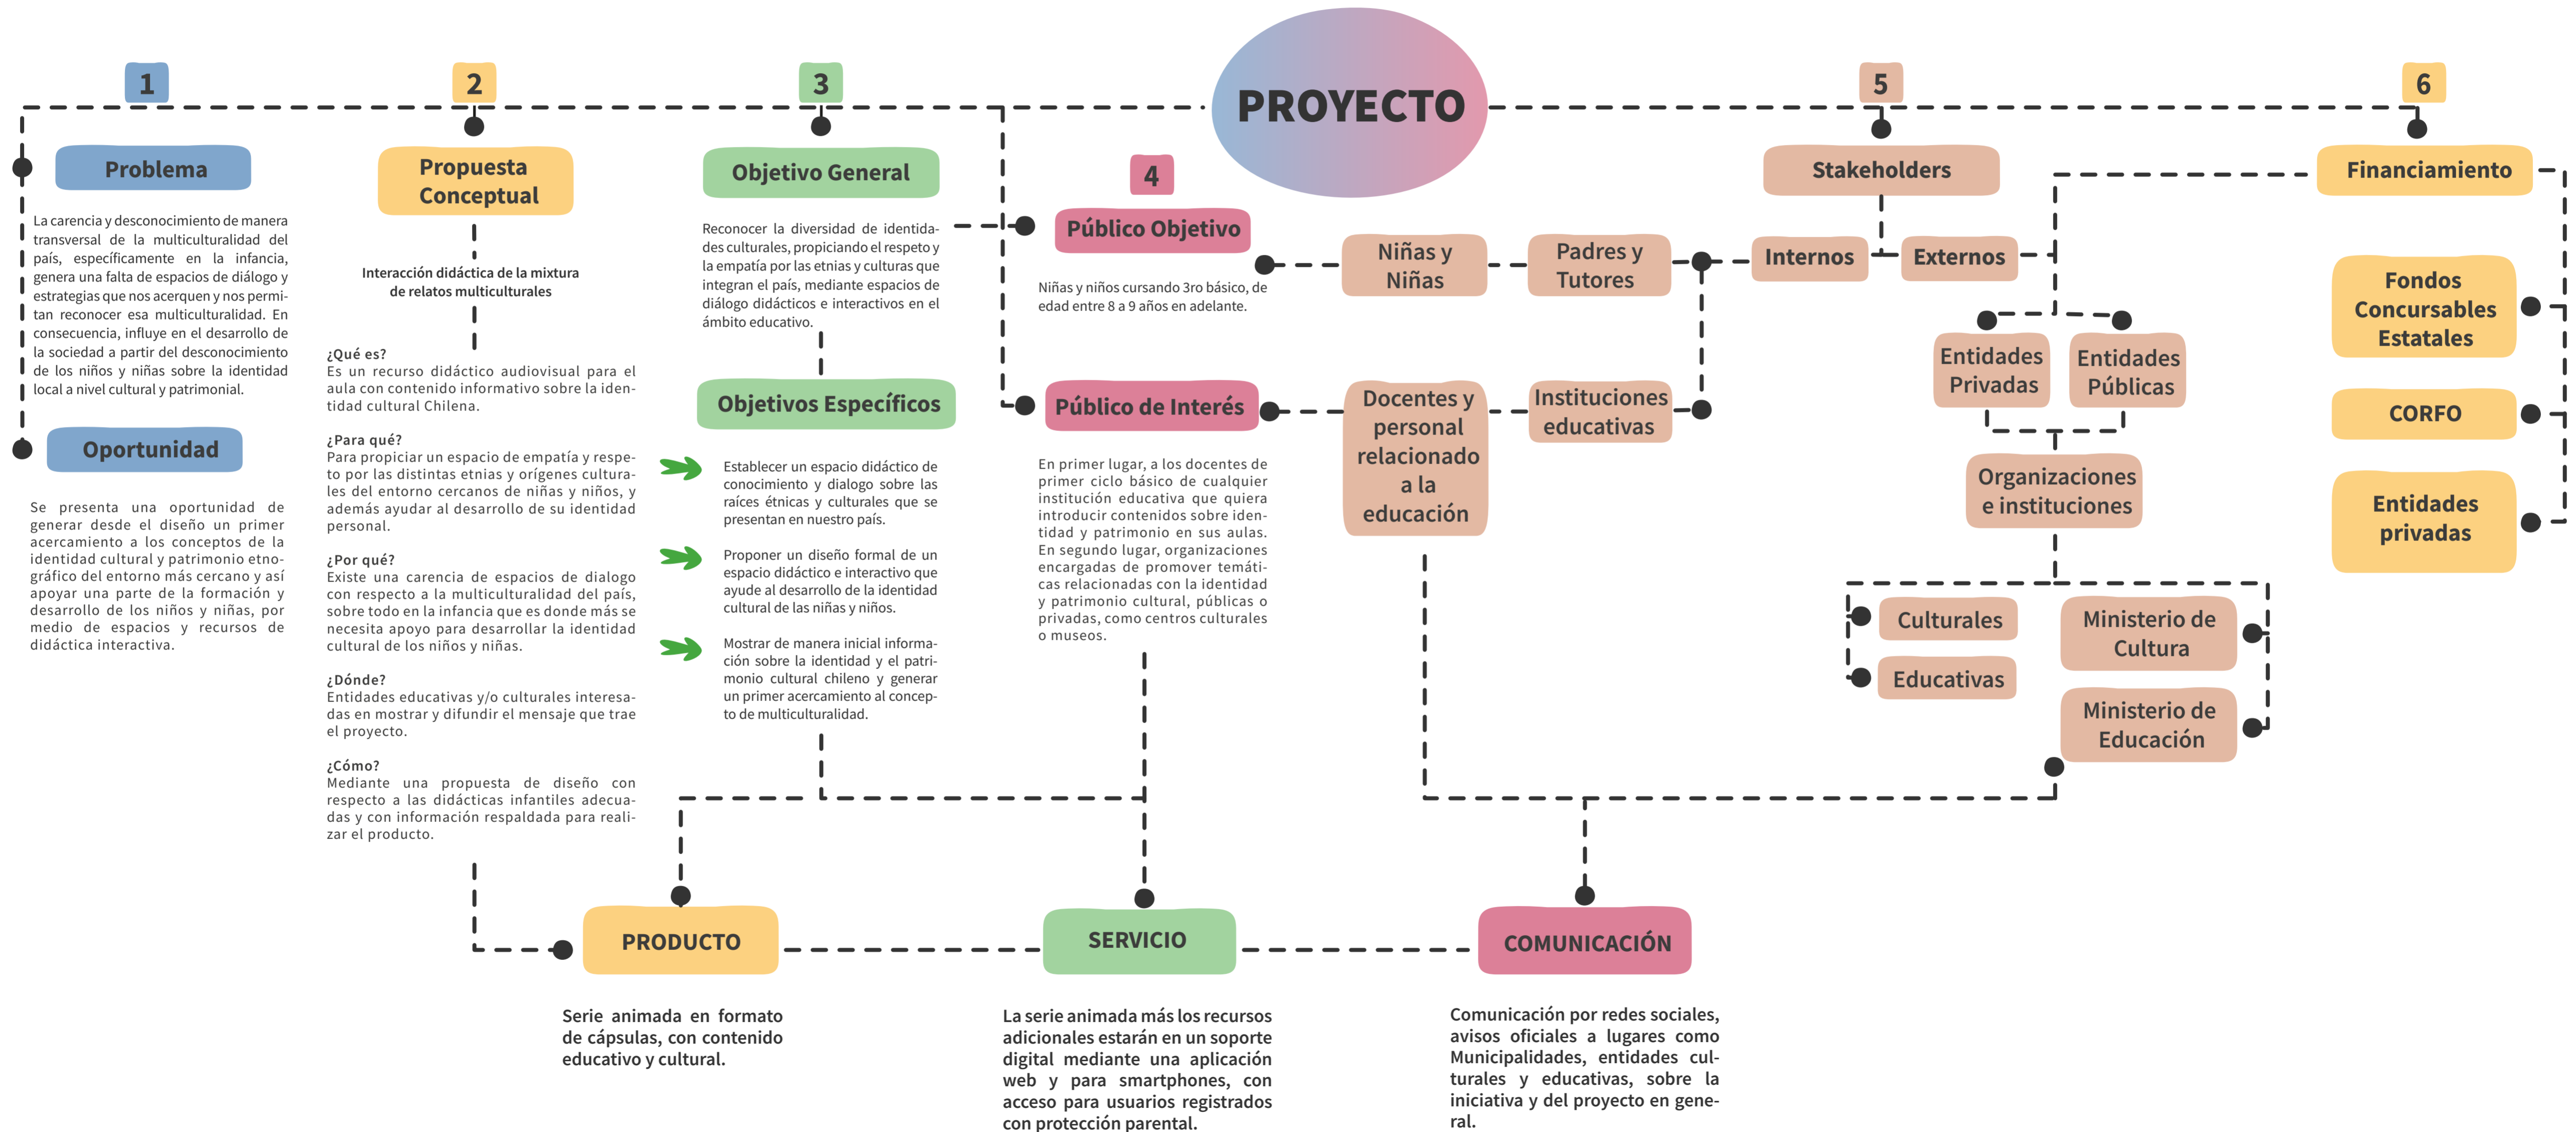 PROYECTO
1
Problema
La carencia y desconocimiento de manera
transversal de la multiculturalidad del
país, específicamente en la infancia,
genera una falta de espacios de diálogo y
estrategias que nos acerquen y nos permi-
tan reconocer esa multiculturalidad. En
consecuencia, influye en el desarrollo de
la sociedad a partir del desconocimiento
de los niños y niñas sobre la identidad
local a nivel cultural y patrimonial.
Oportunidad
Se presenta una oportunidad de
generar desde el diseño un primer
acercamiento a los conceptos de la
identidad cultural y patrimonio etno-
gráfico del entorno más cercano y así
apoyar una parte de la formación y
desarrollo de los niños y niñas, por
medio de espacios y recursos de
didáctica interactiva.
2
Propuesta
Conceptual
Interacción didáctica de la mixtura
de relatos multiculturales
¿Qué es?
Es un recurso didáctico audiovisual para el
aula con contenido informativo sobre la iden-
tidad cultural Chilena.
¿Para qué?
Para propiciar un espacio de empatía y respe-
to por las distintas etnias y orígenes cultura-
les del entorno cercanos de niñas y niños, y
además ayudar al desarrollo de su identidad
personal.
¿Por qué?
Existe una carencia de espacios de dialogo
con respecto a la multiculturalidad del país,
sobre todo en la infancia que es donde más se
necesita apoyo para desarrollar la identidad
cultural de los niños y niñas.
¿Dónde?
Entidades educativas y/o culturales interesa-
das en mostrar y difundir el mensaje que trae
el proyecto.
¿Cómo?
Mediante una propuesta de diseño con
respecto a las didácticas infantiles adecua-
das y con información respaldada para reali-
zar el producto.
3
Objetivo General
Reconocer la diversidad de identida-
des culturales, propiciando el respeto y
la empatía por las etnias y culturas que
integran el país, mediante espacios de
diálogo didácticos e interactivos en el
ámbito educativo.
Objetivos Específicos
Establecer un espacio didáctico de
conocimiento y dialogo sobre las
raíces étnicas y culturales que se
presentan en nuestro país.
Proponer un diseño formal de un
espacio didáctico e interactivo que
ayude al desarrollo de la identidad
cultural de las niñas y niños.
Mostrar de manera inicial informa-
ción sobre la identidad y el patri-
monio cultural chileno y generar
un primer acercamiento al concep-
to de multiculturalidad.
4
Público Objetivo
Niñas y niños cursando 3ro básico, de
edad entre 8 a 9 años en adelante.
Público de Interés
En primer lugar, a los docentes de
primer ciclo básico de cualquier
institución educativa que quiera
introducir contenidos sobre iden-
tidad y patrimonio en sus aulas.
En segundo lugar, organizaciones
encargadas de promover temáti-
cas relacionadas con la identidad
y patrimonio cultural, públicas o
privadas, como centros culturales
o museos.
5
Stakeholders
Internos
Externos
Niñas y
Niñas
Padres y
Tutores
Docentes y
personal
relacionado
a la
educación
Instituciones
educativas
Entidades
Privadas
Entidades
Públicas
Organizaciones
e instituciones
Culturales
Educativas
Ministerio de
Cultura
Ministerio de
Educación
6
Financiamiento
Fondos
Concursables
Estatales
CORFO
Entidades
privadas
PRODUCTO
Serie animada en formato
de cápsulas, con contenido
educativo y cultural.
SERVICIO
La serie animada más los recursos
adicionales estarán en un soporte
digital mediante una aplicación
web y para smartphones, con
acceso para usuarios registrados
con protección parental.
COMUNICACIÓN
Comunicación por redes sociales,
avisos oficiales a lugares como
Municipalidades, entidades cul-
turales y educativas, sobre la
iniciativa y del proyecto en gene-
ral.